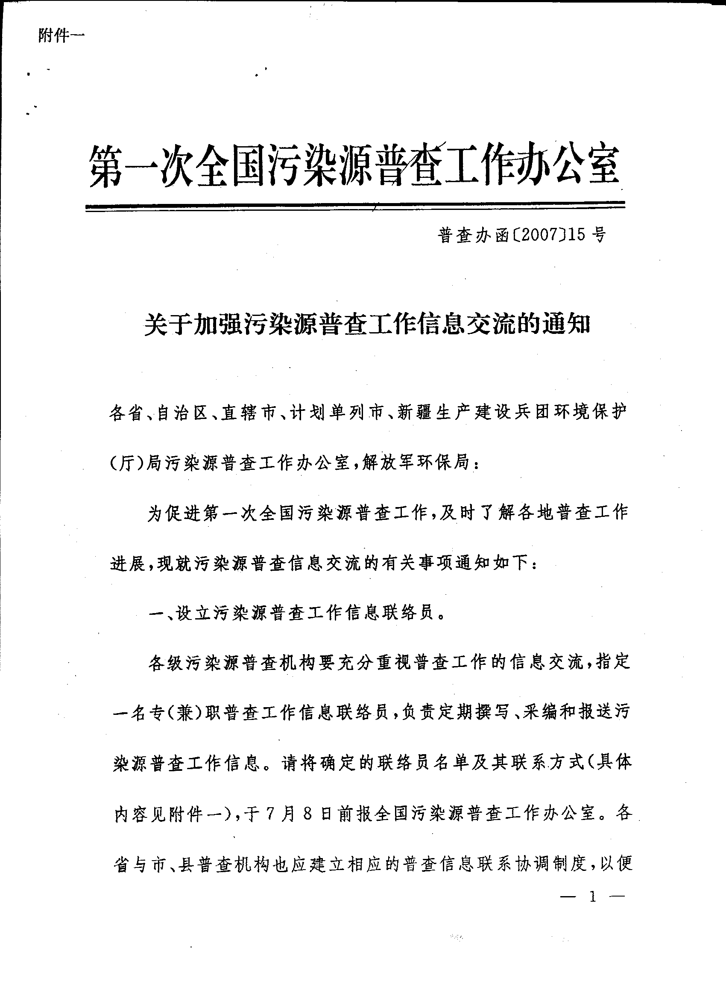 附件一
第一次全国污染源普查工作办公室
普查办函〔2007〕15 号
关于加强污染源普查工作信息交流的通知
各省、自治区、直辖市、计划单列市、新疆生产建设兵团环境保护
(厅)局污染源普查工作办公室,解放军环保局:
为促进第一次全国污染源普查工作,及时了解各地普查工作
进展,现就污染源普查信息交流的有关事项通知如下:
一、设立污染源普查工作信息联络员。
各级污染源普查机构要充分重视普查工作的信息交流,指定
一名专(兼)职普查工作信息联络员,负责定期撰写、采编和报送污
染源普查工作信息。请将确定的联络员名单及其联系方式(具体
内容见附件一),于 7 月 8 日前报全国污染源普查工作办公室。各
省与市、县普查机构也应建立相应的普查信息联系协调制度,以便
— 1 —